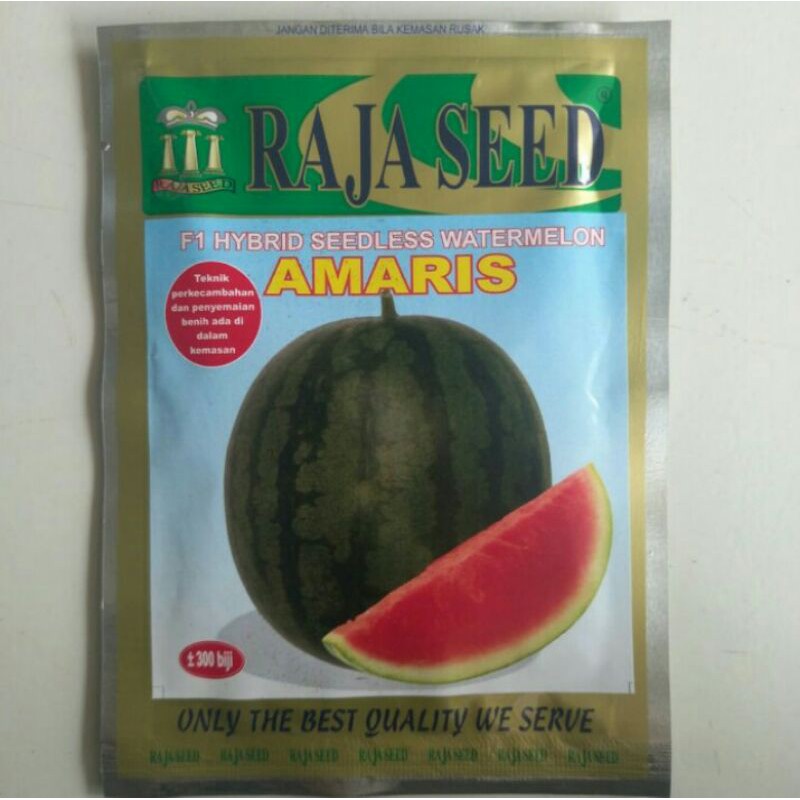 JANGAN DITERIMA BILA KEMASAN RUSAK
RAJA SEED
®
RAJA SEED
F1 HYBRID SEEDLESS WATERMELON
AMARIS
Teknik
perkecambahan
dan penyemaian
benih ada di
dalam
kemasan
± 300 biji
ONLY THE BEST QUALITY WE SERVE
RAJA SEED RAJA SEED RAJA SEED RAJA SEED RAJA SEED RAJA SEED RAJA SEED